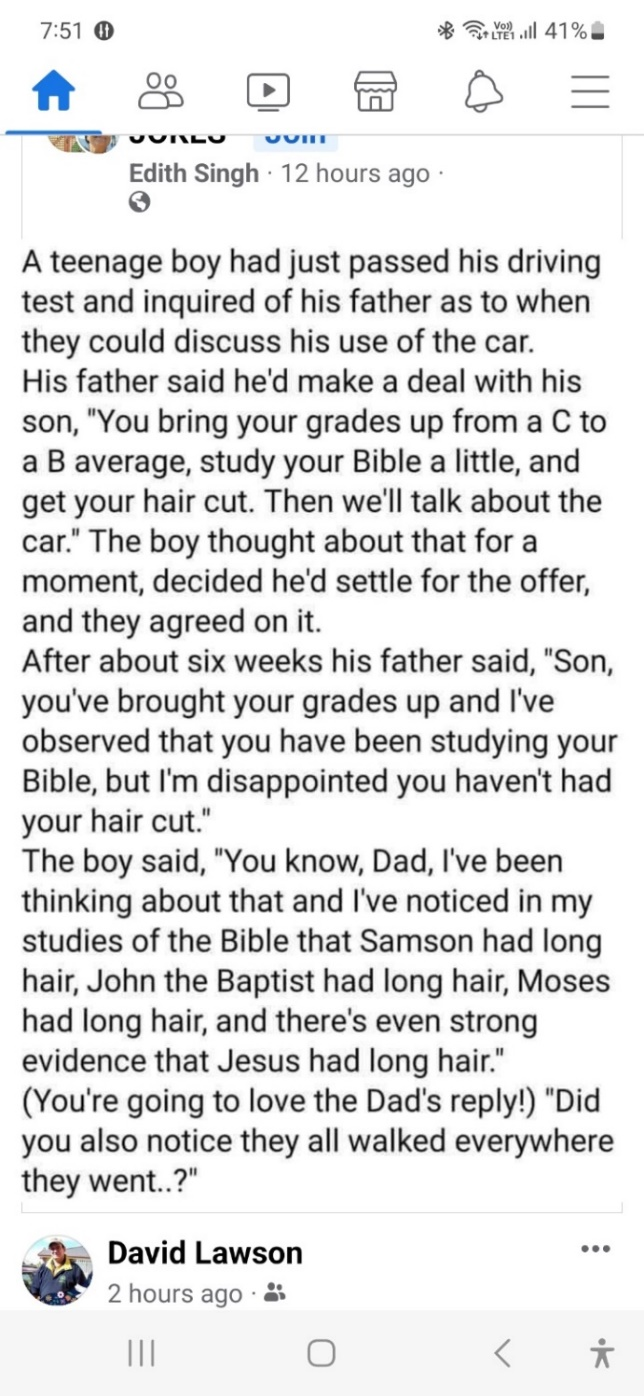 7:51
Vo))
LTE1
41%
JOKES Join
Edith Singh · 12 hours ago ·
A teenage boy had just passed his driving
test and inquired of his father as to when
they could discuss his use of the car.
His father said he'd make a deal with his
son, "You bring your grades up from a C to
a B average, study your Bible a little, and
get your hair cut. Then we'll talk about the
car." The boy thought about that for a
moment, decided he'd settle for the offer,
and they agreed on it.
After about six weeks his father said, "Son,
you've brought your grades up and I've
observed that you have been studying your
Bible, but I'm disappointed you haven't had
your hair cut."
The boy said, "You know, Dad, I've been
thinking about that and I've noticed in my
studies of the Bible that Samson had long
hair, John the Baptist had long hair, Moses
had long hair, and there's even strong
evidence that Jesus had long hair."
(You're going to love the Dad's reply!) "Did
you also notice they all walked everywhere
they went..?"
David Lawson
2 hours ago ·